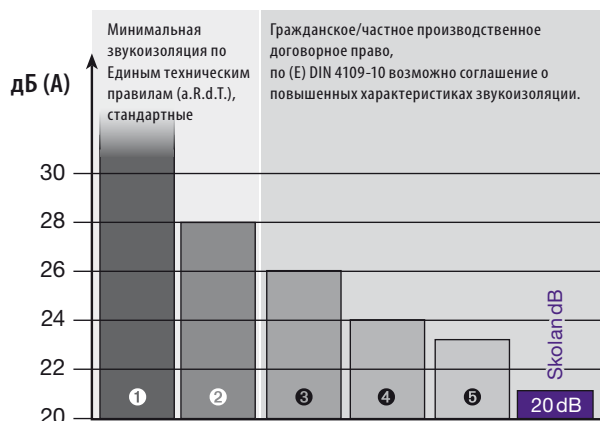 Минимальная
звукоизоляция по
Единым техническим
правилам (a.R.d.T.),
стандартные
Гражданское/частное производственное
договорное право,
по (E) DIN 4109-10 возможно соглашение о
повышенных характеристиках звукоизоляции.
дБ (A)
30
28
26
24
22
20
❶
❷
❸
❹
❺
Skolan dB
20 dB